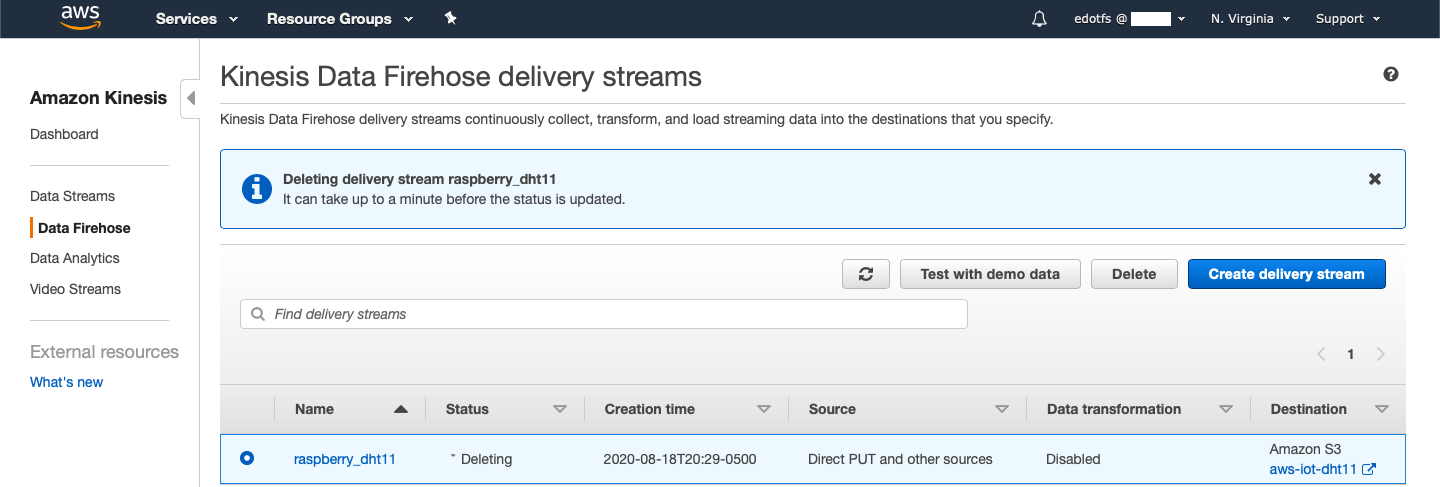 aws Services Resource Groups edotfs @ N. Virginia Support
Kinesis Data Firehose delivery streams
Amazon Kinesis
Kinesis Data Firehose delivery streams continuously collect, transform, and load streaming data into the destinations that you specify.
Dashboard
Deleting delivery stream raspberry_dht11
It can take up to a minute before the status is updated.
Data Streams
Data Firehose
Data Analytics
Video Streams
External resources
What's new
Test with demo data Delete Create delivery stream
Find delivery streams
1
Name Status Creation time Source Data transformation Destination
raspberry_dht11 Deleting 2020-08-18T20:29-0500 Direct PUT and other sources Disabled Amazon S3
aws-iot-dht11